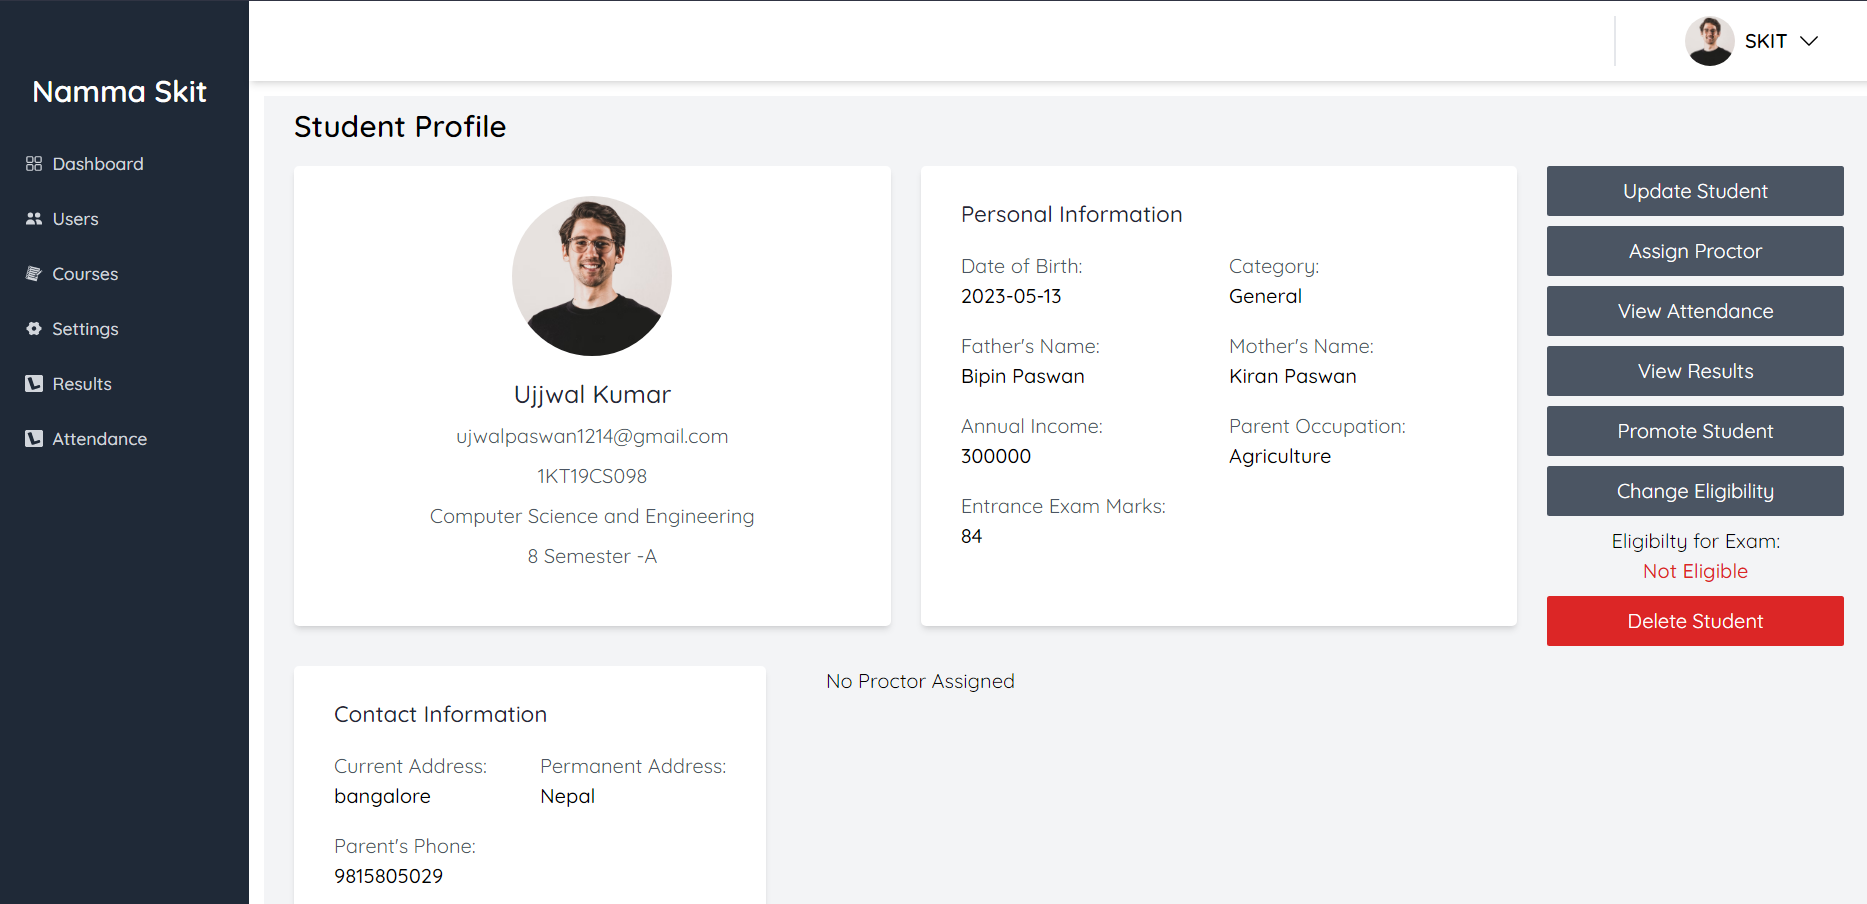 Namma Skit
Dashboard
Users
Courses
Settings
Results
Attendance
SKIT
Student Profile
Ujjwal Kumar
ujwalpaswan1214@gmail.com
1KT19CS098
Computer Science and Engineering
8 Semester -A
Personal Information
Date of Birth:
2023-05-13
Category:
General
Father's Name:
Bipin Paswan
Mother's Name:
Kiran Paswan
Annual Income:
300000
Parent Occupation:
Agriculture
Entrance Exam Marks:
84
Update Student
Assign Proctor
View Attendance
View Results
Promote Student
Change Eligibility
Eligibilty for Exam:
Not Eligible
Delete Student
Contact Information
Current Address:
bangalore
Permanent Address:
Nepal
Parent's Phone:
9815805029
No Proctor Assigned